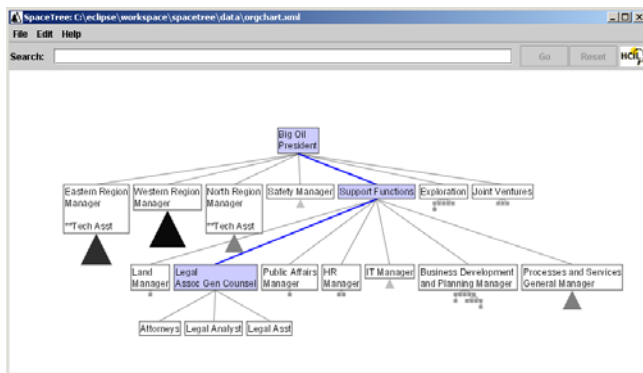 SpaceTree: C:\eclipse\workspace\spacetree\data\orgchart.xml
File Edit Help
Search: Go Reset HCIL
Big Oil
President
Eastern Region
Manager
**Tech Asst
Western Region
Manager
North Region
Manager
**Tech Asst
Safety Manager
Support Functions
Exploration
Joint Ventures
Land
Manager
Legal
Assoc Gen Counsel
Public Affairs
Manager
HR
Manager
IT Manager
Business Development
and Planning Manager
Processes and Services
General Manager
Attorneys
Legal Analyst
Legal Asst